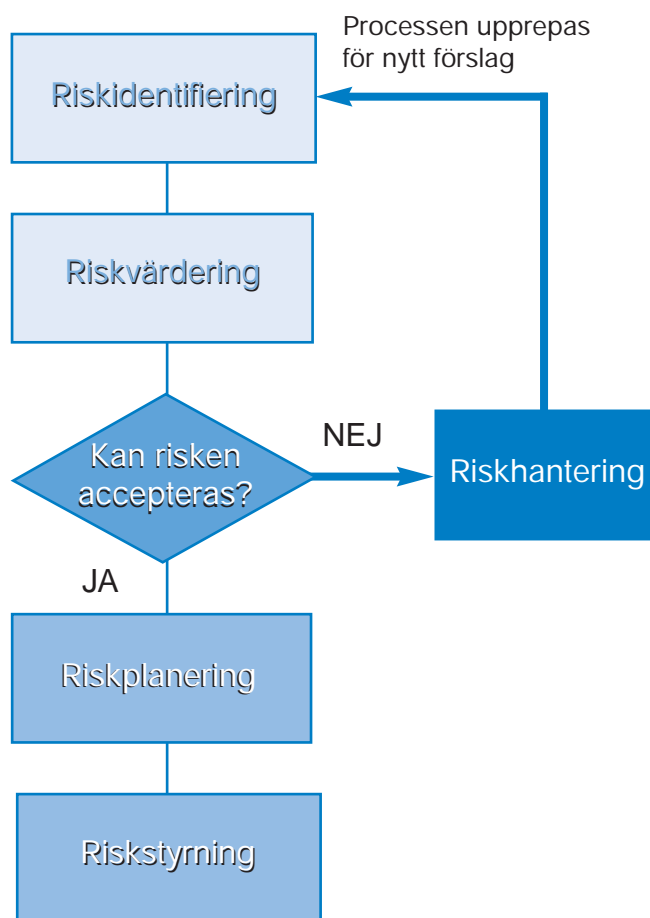 Processen upprepas
för nytt förslag
Riskidentifiering
Riskvärdering
Kan risken
accepteras?
NEJ
Riskhantering
JA
Riskplanering
Riskstyrning